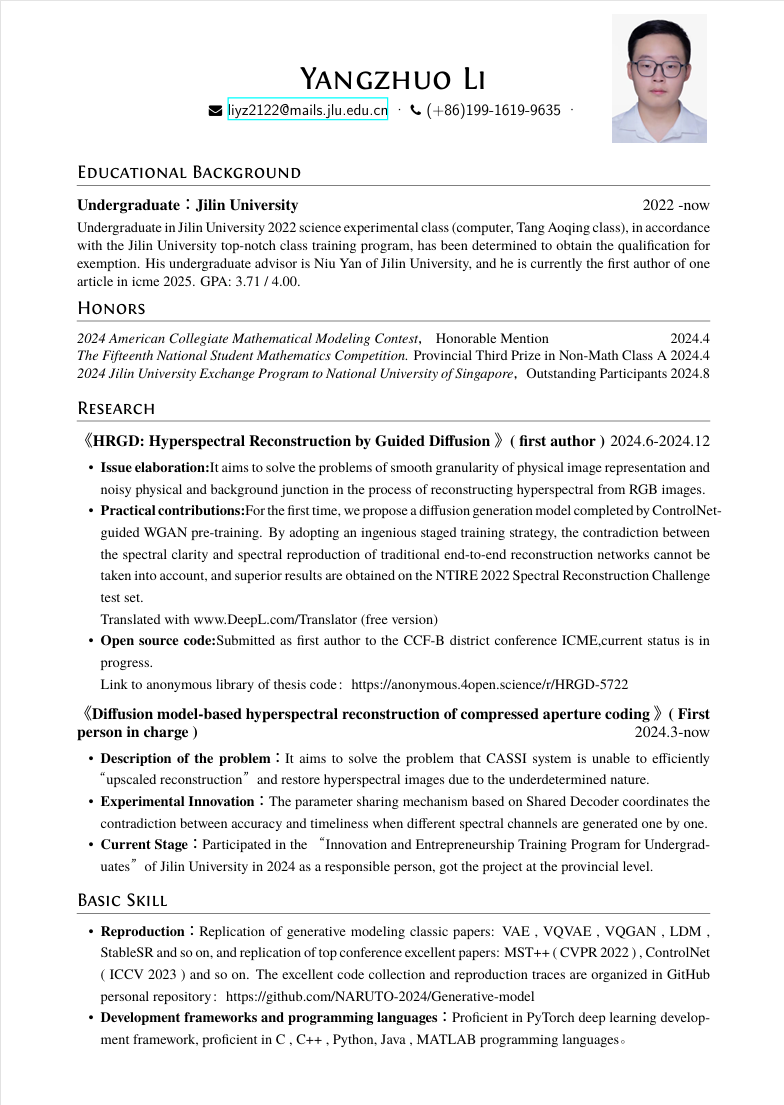 Yangzhuo Li
liyz2122@mails.jlu.edu.cn · (+86)199-1619-9635 ·
Educational Background
Undergraduate：Jilin University 2022 -now
Undergraduate in Jilin University 2022 science experimental class (computer, Tang Aoqing class), in accordance
with the Jilin University top-notch class training program, has been determined to obtain the qualification for
exemption. His undergraduate advisor is Niu Yan of Jilin University, and he is currently the first author of one
article in icme 2025. GPA: 3.71 / 4.00.
Honors
2024 American Collegiate Mathematical Modeling Contest， Honorable Mention 2024.4
The Fifteenth National Student Mathematics Competition. Provincial Third Prize in Non-Math Class A 2024.4
2024 Jilin University Exchange Program to National University of Singapore，Outstanding Participants 2024.8
Research
《HRGD: Hyperspectral Reconstruction by Guided Diffusion 》( first author ) 2024.6-2024.12
• Issue elaboration:It aims to solve the problems of smooth granularity of physical image representation and
noisy physical and background junction in the process of reconstructing hyperspectral from RGB images.
• Practical contributions:For the first time, we propose a diffusion generation model completed by ControlNet-
guided WGAN pre-training. By adopting an ingenious staged training strategy, the contradiction between
the spectral clarity and spectral reproduction of traditional end-to-end reconstruction networks cannot be
taken into account, and superior results are obtained on the NTIRE 2022 Spectral Reconstruction Challenge
test set.
Translated with www.DeepL.com/Translator (free version)
• Open source code:Submitted as first author to the CCF-B district conference ICME,current status is in
progress.
Link to anonymous library of thesis code：https://anonymous.4open.science/r/HRGD-5722
《Diffusion model-based hyperspectral reconstruction of compressed aperture coding 》( First
person in charge ) 2024.3-now
• Description of the problem：It aims to solve the problem that CASSI system is unable to efficiently
“upscaled reconstruction” and restore hyperspectral images due to the underdetermined nature.
• Experimental Innovation：The parameter sharing mechanism based on Shared Decoder coordinates the
contradiction between accuracy and timeliness when different spectral channels are generated one by one.
• Current Stage：Participated in the “Innovation and Entrepreneurship Training Program for Undergrad-
uates” of Jilin University in 2024 as a responsible person, got the project at the provincial level.
Basic Skill
• Reproduction：Replication of generative modeling classic papers: VAE , VQVAE , VQGAN , LDM ,
StableSR and so on, and replication of top conference excellent papers: MST++ ( CVPR 2022 ) , ControlNet
( ICCV 2023 ) and so on. The excellent code collection and reproduction traces are organized in GitHub
personal repository：https://github.com/NARUTO-2024/Generative-model
• Development frameworks and programming languages：Proficient in PyTorch deep learning develop-
ment framework, proficient in C , C++ , Python, Java , MATLAB programming languages。